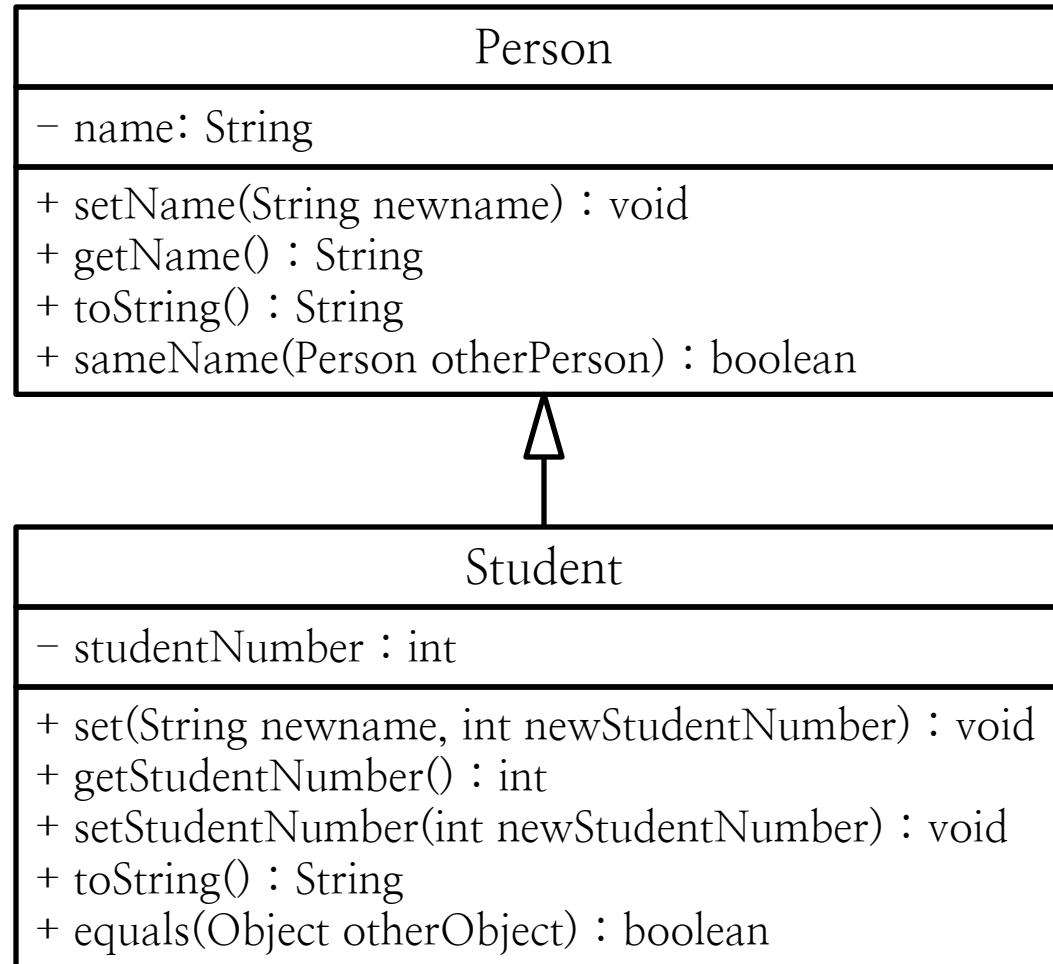 Person
- name: String
+ setName(String newname) : void
+ getName() : String
+ toString() : String
+ sameName(Person otherPerson) : boolean
Student
- studentNumber : int
+ set(String newname, int newStudentNumber) : void
+ getStudentNumber() : int
+ setStudentNumber(int newStudentNumber) : void
+ toString() : String
+ equals(Object otherObject) : boolean